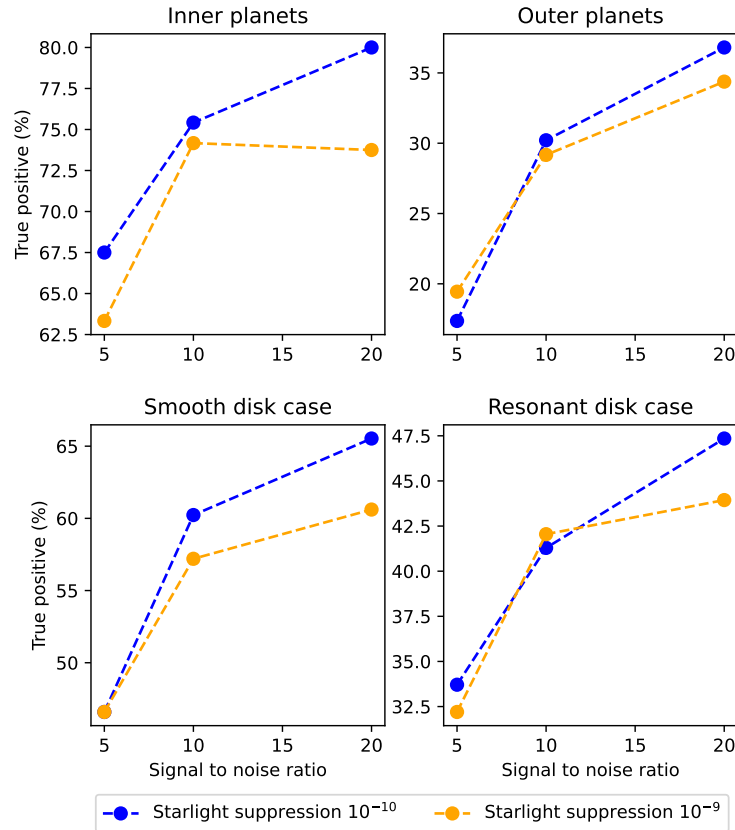 Inner planets
Outer planets
True positive (%)
80.0
77.5
75.0
72.5
70.0
67.5
65.0
62.5
5 10 15 20
35
30
25
20
5 10 15 20
Smooth disk case
Resonant disk case
True positive (%)
65
60
55
50
5 10 15 20
Signal to noise ratio
47.5
45.0
42.5
40.0
37.5
35.0
32.5
5 10 15 20
Signal to noise ratio
Starlight suppression 10⁻¹⁰
Starlight suppression 10⁻⁹